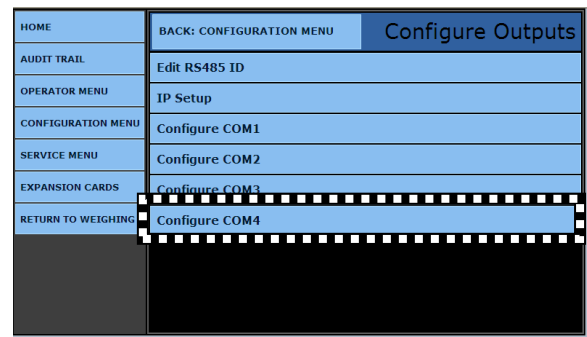 HOME
BACK: CONFIGURATION MENU
Configure Outputs
AUDIT TRAIL
Edit RS485 ID
OPERATOR MENU
IP Setup
CONFIGURATION MENU
Configure COM1
SERVICE MENU
Configure COM2
EXPANSION CARDS
Configure COM3
RETURN TO WEIGHING
Configure COM4